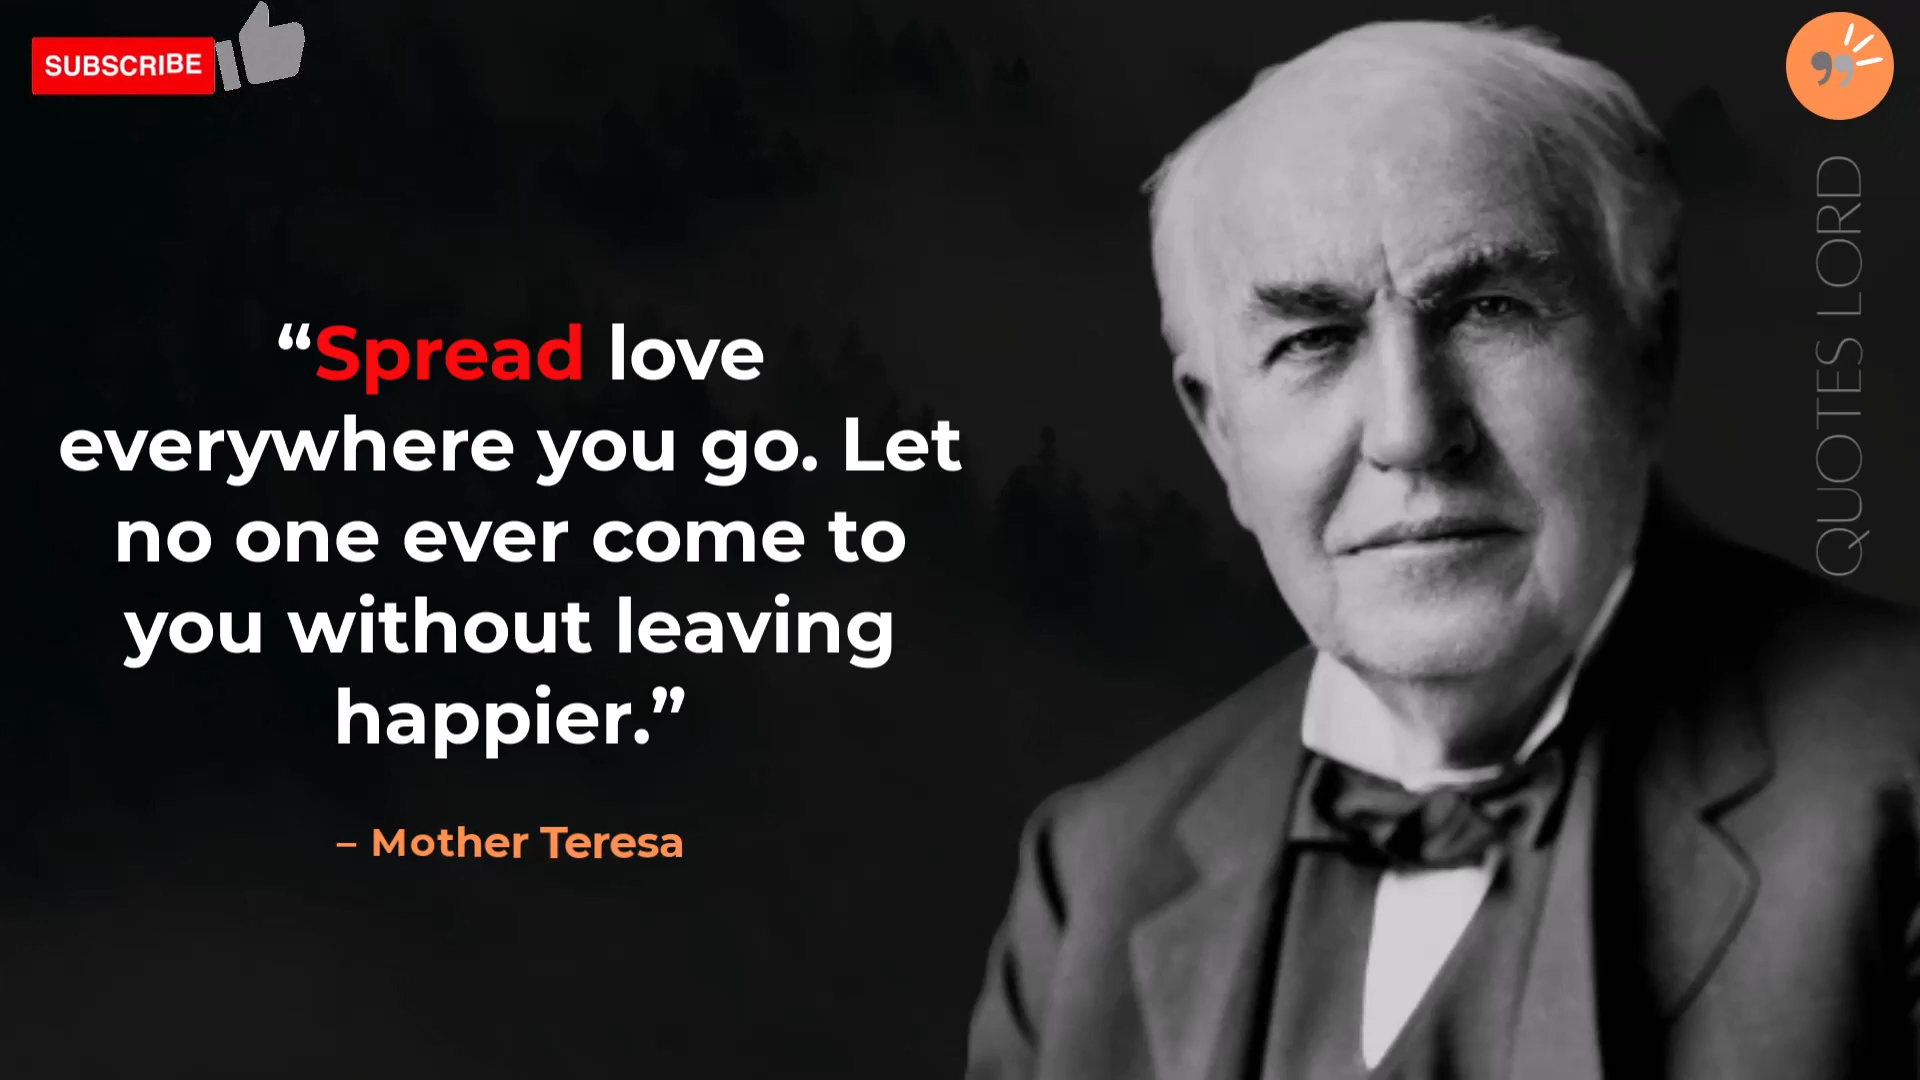 SUBSCRIBE
“Spread love
everywhere you go. Let
no one ever come to
you without leaving
happier.”
– Mother Teresa
QUOTES LORD